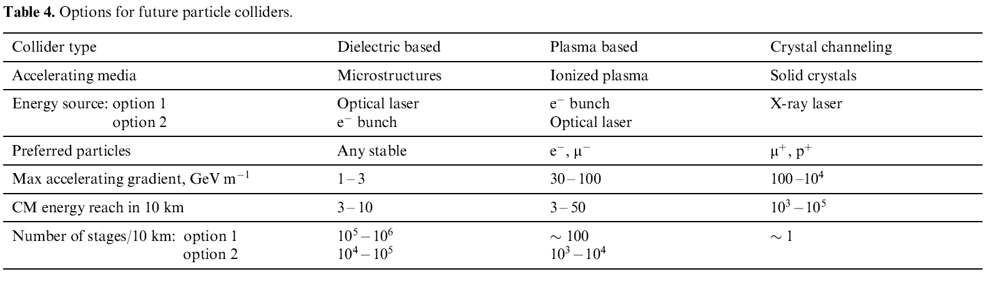 Table 4. Options for future particle colliders.
Collider type Dielectric based Plasma based Crystal channeling
Accelerating media Microstructures Ionized plasma Solid crystals
Energy source: option 1 Optical laser e⁻ bunch X-ray laser
option 2 e⁻ bunch Optical laser
Preferred particles Any stable e⁻, μ⁻ μ⁺, p⁺
Max accelerating gradient, GeV m⁻¹ 1–3 30–100 100–10⁴
CM energy reach in 10 km 3–10 3–50 10³–10⁵
Number of stages/10 km: option 1 10⁵–10⁶ ~ 100 ~ 1
option 2 10⁴–10⁵ 10³–10⁴